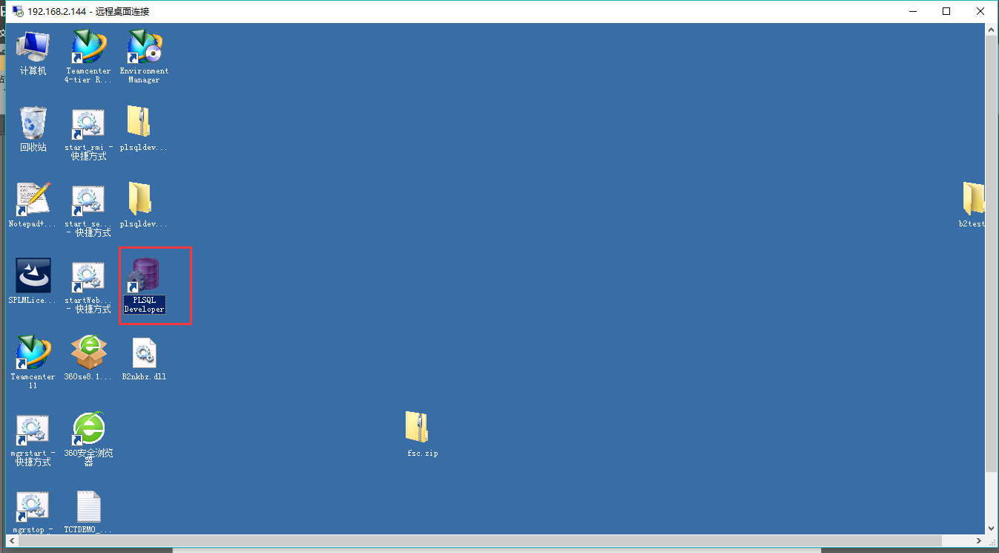 192.168.2.144 - 远程桌面连接
计算机
Teamcenter
4-tier R...
Environment
Manager
回收站
start_rmi -
快捷方式
plsqldev...
Notepad+...
start_se...
- 快捷方式
plsqldev...
b2test
SPLMLice...
startWeb...
- 快捷方式
PLSQL
Developer
Teamcenter
11
360se8.1...
B2nkbz.dll
mgrstart -
快捷方式
360安全浏览
器
fsc.zip
mgrstop -
TCTDEMO_...